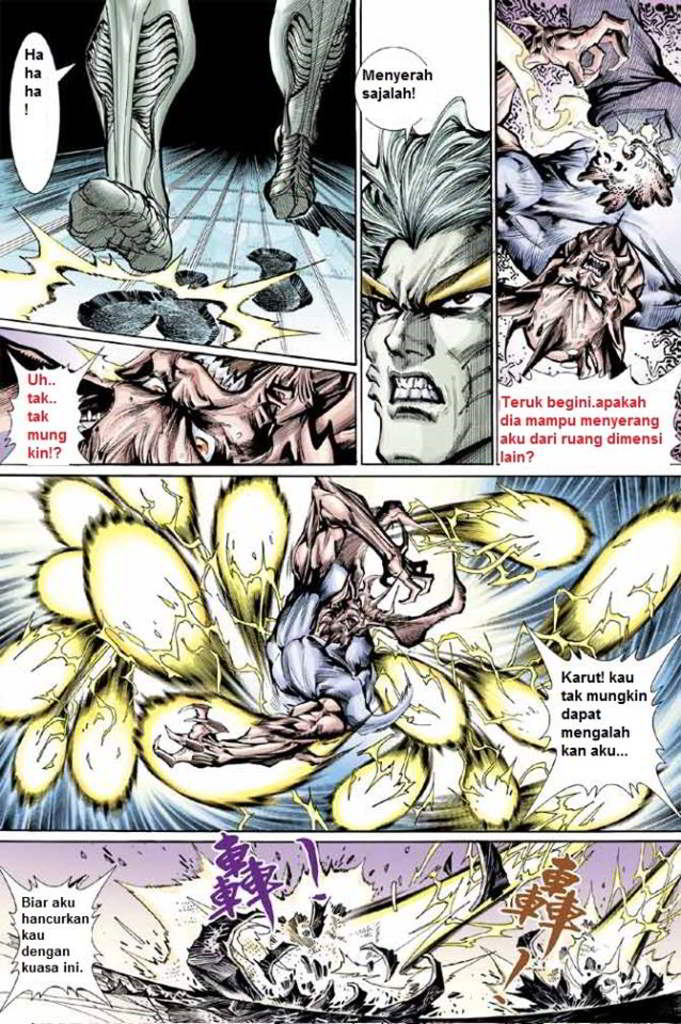 Ha
ha
ha
!
Menyerah
sajalah!
Uh..
tak..
tak
mung
kin!?
Teruk begini.apakah
dia mampu menyerang
aku dari ruang dimensi
lain?
Karut! kau
tak mungkin
dapat
mengalah
kan aku...
轟轟!
轟轟!
Biar aku
hancurkan
kau
dengan
kuasa ini.